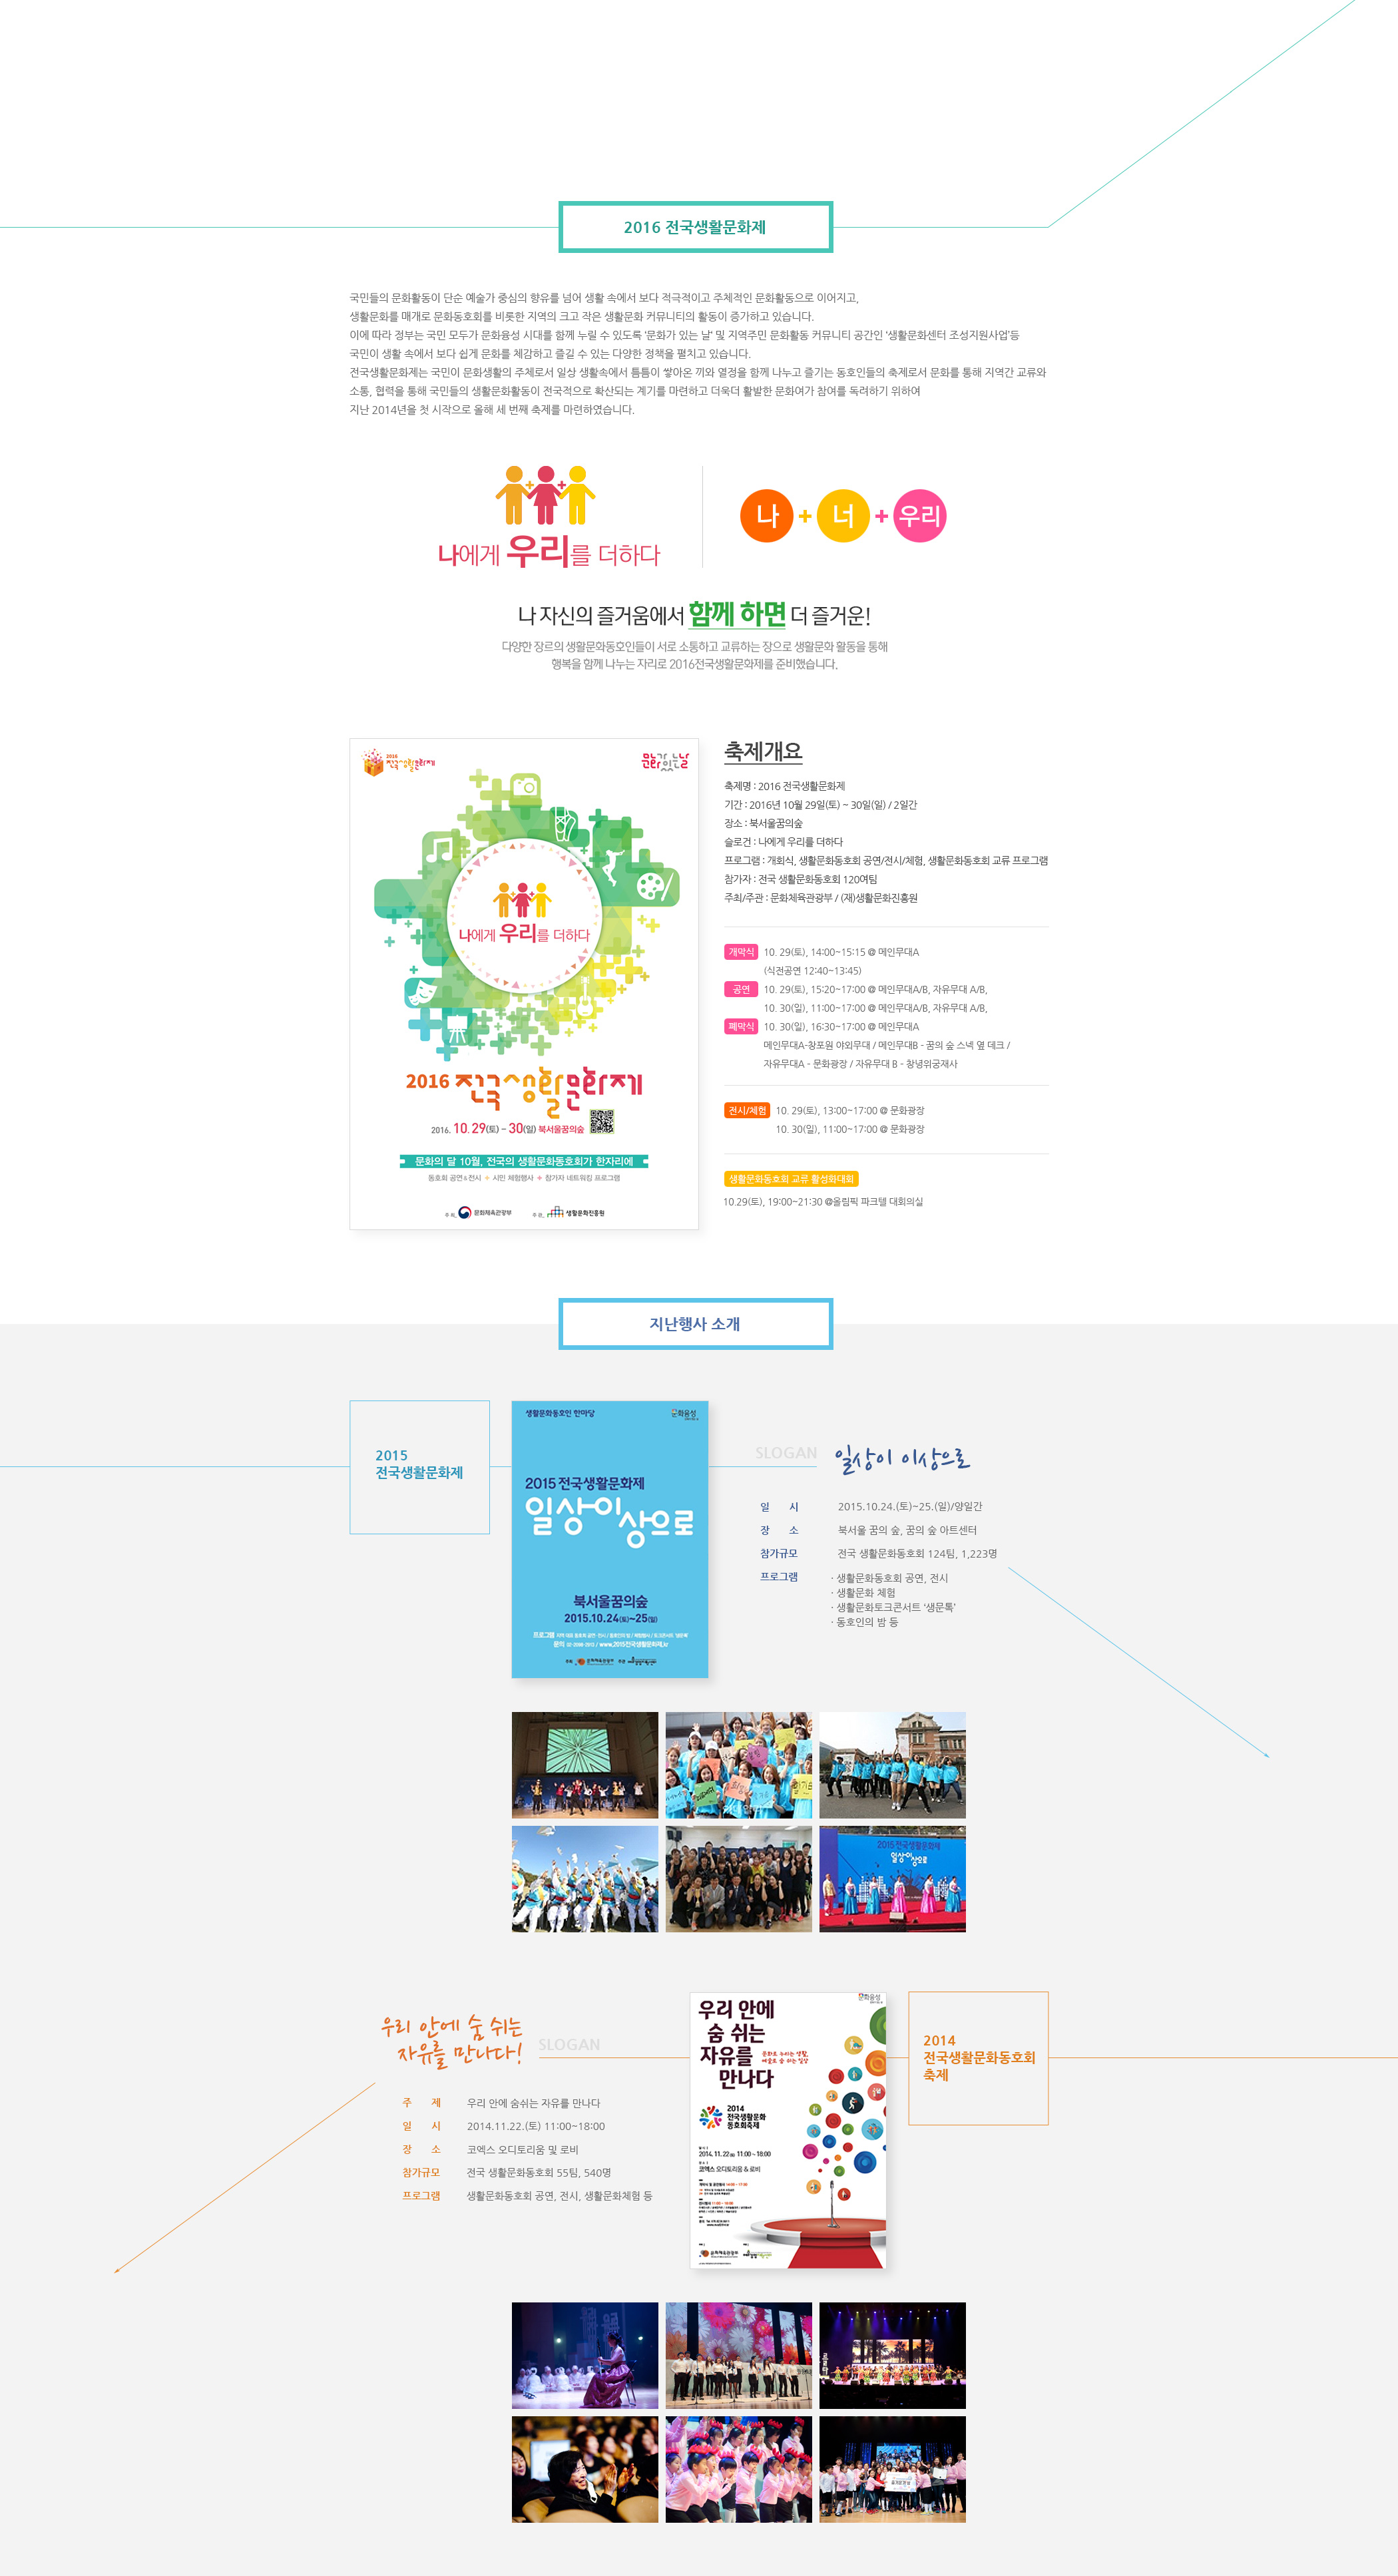 2016 전국생활문화제
국민들의 문화활동이 단순 예술가 중심의 향유를 넘어 생활 속에서 보다 적극적이고 주체적인 문화활동으로 이어지고,
생활문화를 매개로 문화동호회를 비롯한 지역의 크고 작은 생활문화 커뮤니티의 활동이 증가하고 있습니다.
이에 따라 정부는 국민 모두가 문화융성 시대를 함께 누릴 수 있도록 '문화가 있는 날' 및 지역주민 문화활동 커뮤니티 공간인 '생활문화센터 조성지원사업'등
국민이 생활 속에서 보다 쉽게 문화를 체감하고 즐길 수 있는 다양한 정책을 펼치고 있습니다.
전국생활문화제는 국민이 문화생활의 주체로서 일상 생활속에서 틈틈이 쌓아온 끼와 열정을 함께 나누고 즐기는 동호인들의 축제로서 문화를 통해 지역간 교류와
소통, 협력을 통해 국민들의 생활문화활동이 전국적으로 확산되는 계기를 마련하고 더욱더 활발한 문화여가 참여를 독려하기 위하여
지난 2014년을 첫 시작으로 올해 세 번째 축제를 마련하였습니다.
나에게 우리를 더하다
나 + 너 + 우리
나 자신의 즐거움에서 함께 하면 더 즐거운!
다양한 장르의 생활문화동호인들이 서로 소통하고 교류하는 장으로 생활문화 활동을 통해
행복을 함께 나누는 자리로 2016전국생활문화제를 준비했습니다.
2016
전국생활문화제
문화가 있는 날
나에게 우리를 더하다
2016 전국생활문화제
2016. 10. 29(토) - 30(일) 북서울꿈의숲
문화의 달 10월, 전국의 생활문화동호회가 한자리에
동호회 공연&전시 + 시민 체험행사 + 참가자 네트워킹 프로그램
주최. 문화체육관광부 주관. 생활문화진흥원
축제개요
축제명 : 2016 전국생활문화제
기간 : 2016년 10월 29일(토) ~ 30일(일) / 2일간
장소 : 북서울꿈의숲
슬로건 : 나에게 우리를 더하다
프로그램 : 개회식, 생활문화동호회 공연/전시/체험, 생활문화동호회 교류 프로그램
참가자 : 전국 생활문화동호회 120여팀
주최/주관 : 문화체육관광부 / (재)생활문화진흥원
개막식 10. 29(토), 14:00~15:15 @ 메인무대A
(식전공연 12:40~13:45)
공연 10. 29(토), 15:20~17:00 @ 메인무대A/B, 자유무대 A/B,
10. 30(일), 11:00~17:00 @ 메인무대A/B, 자유무대 A/B,
폐막식 10. 30(일), 16:30~17:00 @ 메인무대A
메인무대A-창포원 야외무대 / 메인무대B - 꿈의 숲 스넥 옆 데크 /
자유무대A - 문화광장 / 자유무대 B - 창녕위궁재사
전시/체험 10. 29(토), 13:00~17:00 @ 문화광장
10. 30(일), 11:00~17:00 @ 문화광장
생활문화동호회 교류 활성화대회
10.29(토), 19:00~21:30 @올림픽 파크텔 대회의실
지난행사 소개
2015
전국생활문화제
생활문화동호인 한마당
문화융성
2015 전국생활문화제
일상이 이상으로
북서울꿈의숲
2015.10.24(토)~25(일)
주최 문화체육관광부 주관
SLOGAN 일상이 이상으로
일 시 2015.10.24.(토)~25.(일)/양일간
장 소 북서울 꿈의 숲, 꿈의 숲 아트센터
참가규모 전국 생활문화동호회 124팀, 1,223명
프로그램 · 생활문화동호회 공연, 전시
· 생활문화 체험
· 생활문화토크콘서트 '생문톡'
· 동호인의 밤 등
2015전국생활문화제
일상이 이상으로
우리 안에 숨 쉬는
자유를 만나다!
SLOGAN
주 제 우리 안에 숨쉬는 자유를 만나다
일 시 2014.11.22.(토) 11:00~18:00
장 소 코엑스 오디토리움 및 로비
참가규모 전국 생활문화동호회 55팀, 540명
프로그램 생활문화동호회 공연, 전시, 생활문화체험 등
문화융성
우리 안에
숨 쉬는
자유를
만나다
문화로 누리는 생활,
여유로 숨 쉬는 일상
2014
전국생활문화
동호회축제
2014. 11. 22(토) 11:00 ~ 18:00
코엑스 오디토리움 & 로비
2014
전국생활문화동호회
축제